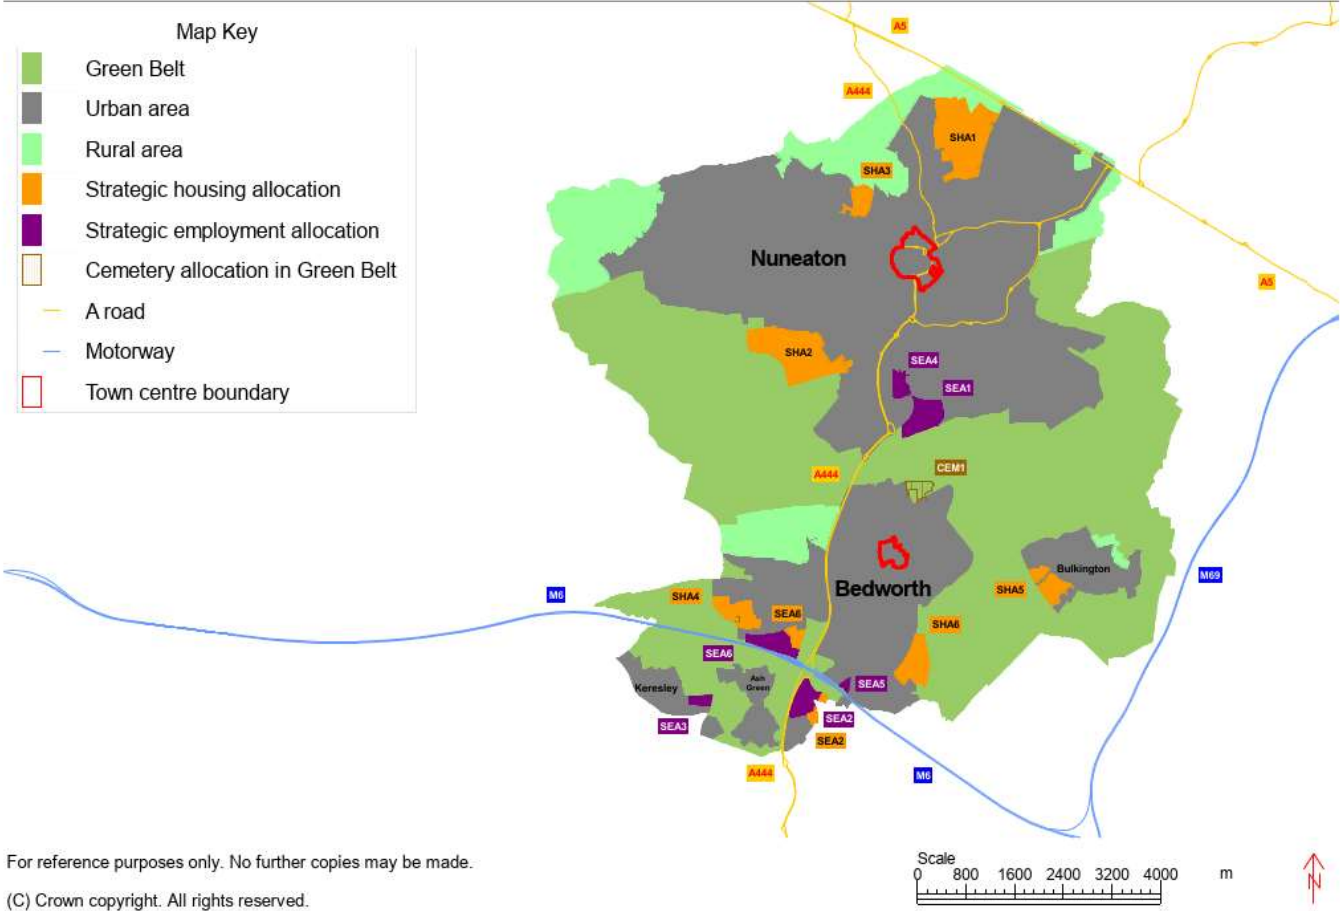 Map Key
Green Belt
Urban area
Rural area
Strategic housing allocation
Strategic employment allocation
Cemetery allocation in Green Belt
A road
Motorway
Town centre boundary
A5
A444
SHA1
SHA3
Nuneaton
A5
SHA2
SEA4
SEA1
A444
CEM1
Bulkington
M69
Bedworth
SHA5
M6
SHA4
SEA6
SHA6
SEA6
Ash
Green
Keresley
SEA5
SEA3
SEA2
SEA2
A444
M6
For reference purposes only. No further copies may be made.
(C) Crown copyright. All rights reserved.
Scale
0 800 1600 2400 3200 4000 m
N